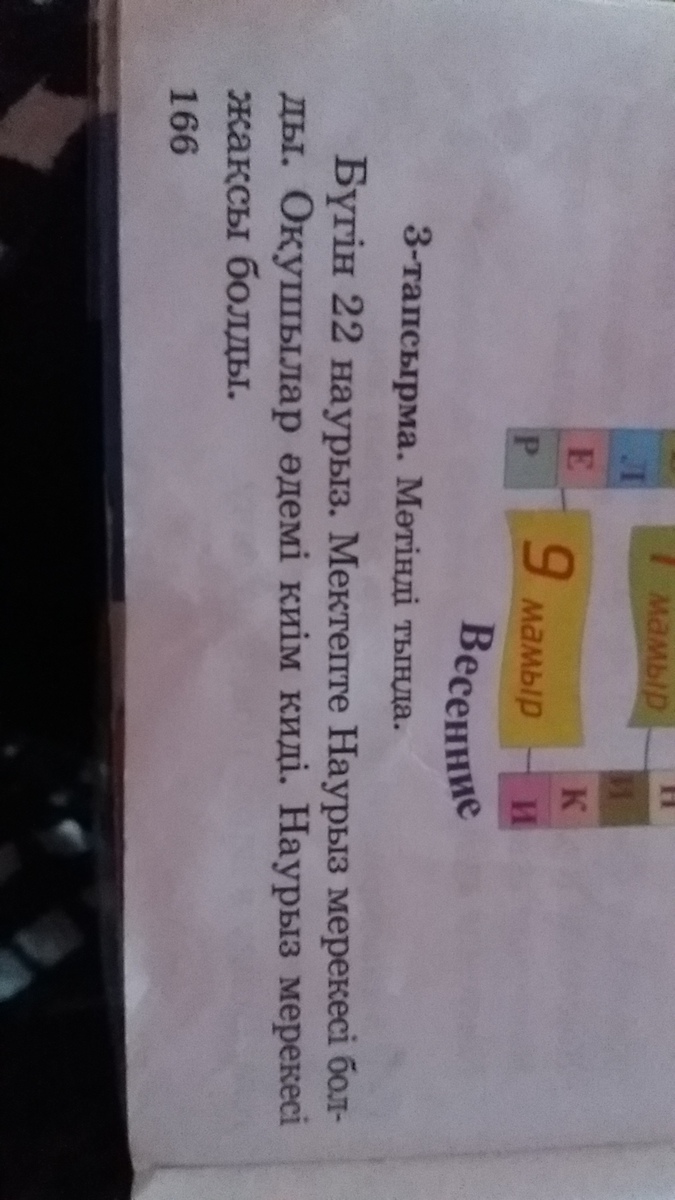 Л
Е
Р
1 мамыр
9 мамыр
Н
И
К
И
Весенние
3-тапсырма. Мәтінді тыңда.
Бүгін 22 наурыз. Мектепте Наурыз мерекесі бол-
ды. Оқушылар әдемі киім киді. Наурыз мерекесі
жақсы болды.
166